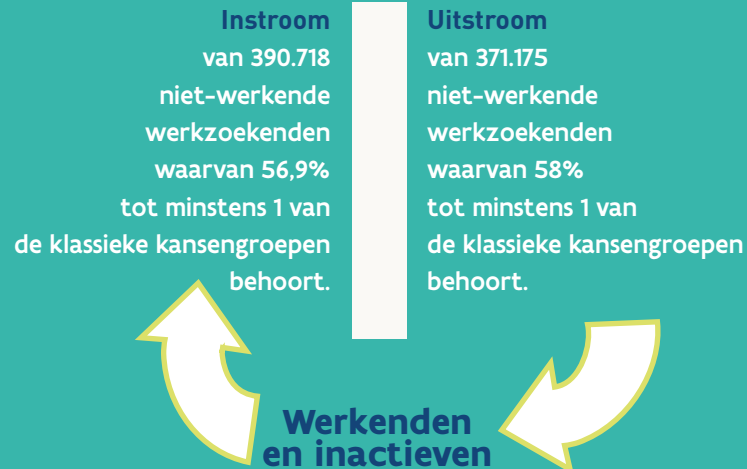 Instroom
van 390.718
niet-werkende
werkzoekenden
waarvan 56,9%
tot minstens 1 van
de klassieke kansengroepen
behoort.
Uitstroom
van 371.175
niet-werkende
werkzoekenden
waarvan 58%
tot minstens 1 van
de klassieke kansengroepen
behoort.
Werkenden
en inactieven